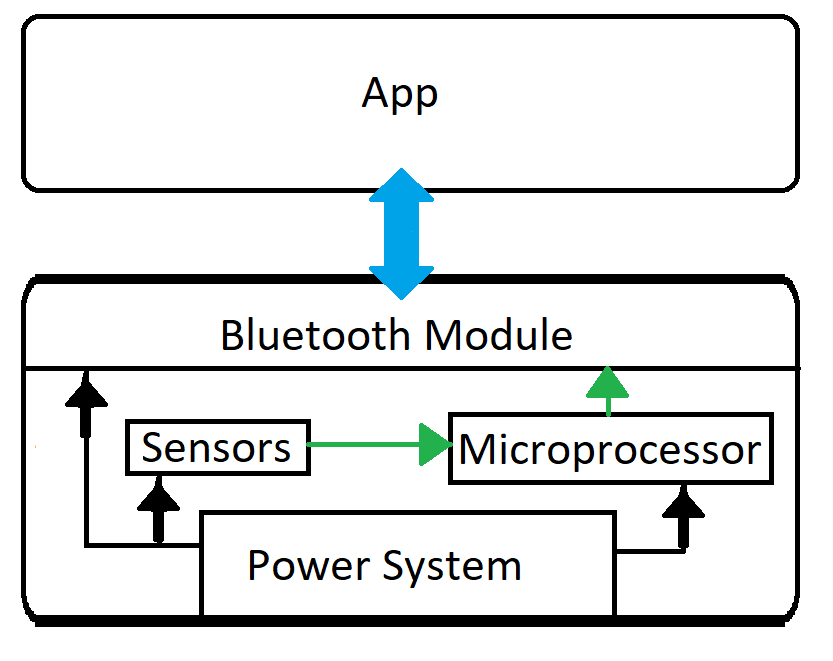 App
Bluetooth Module
Sensors
Microprocessor
Power System